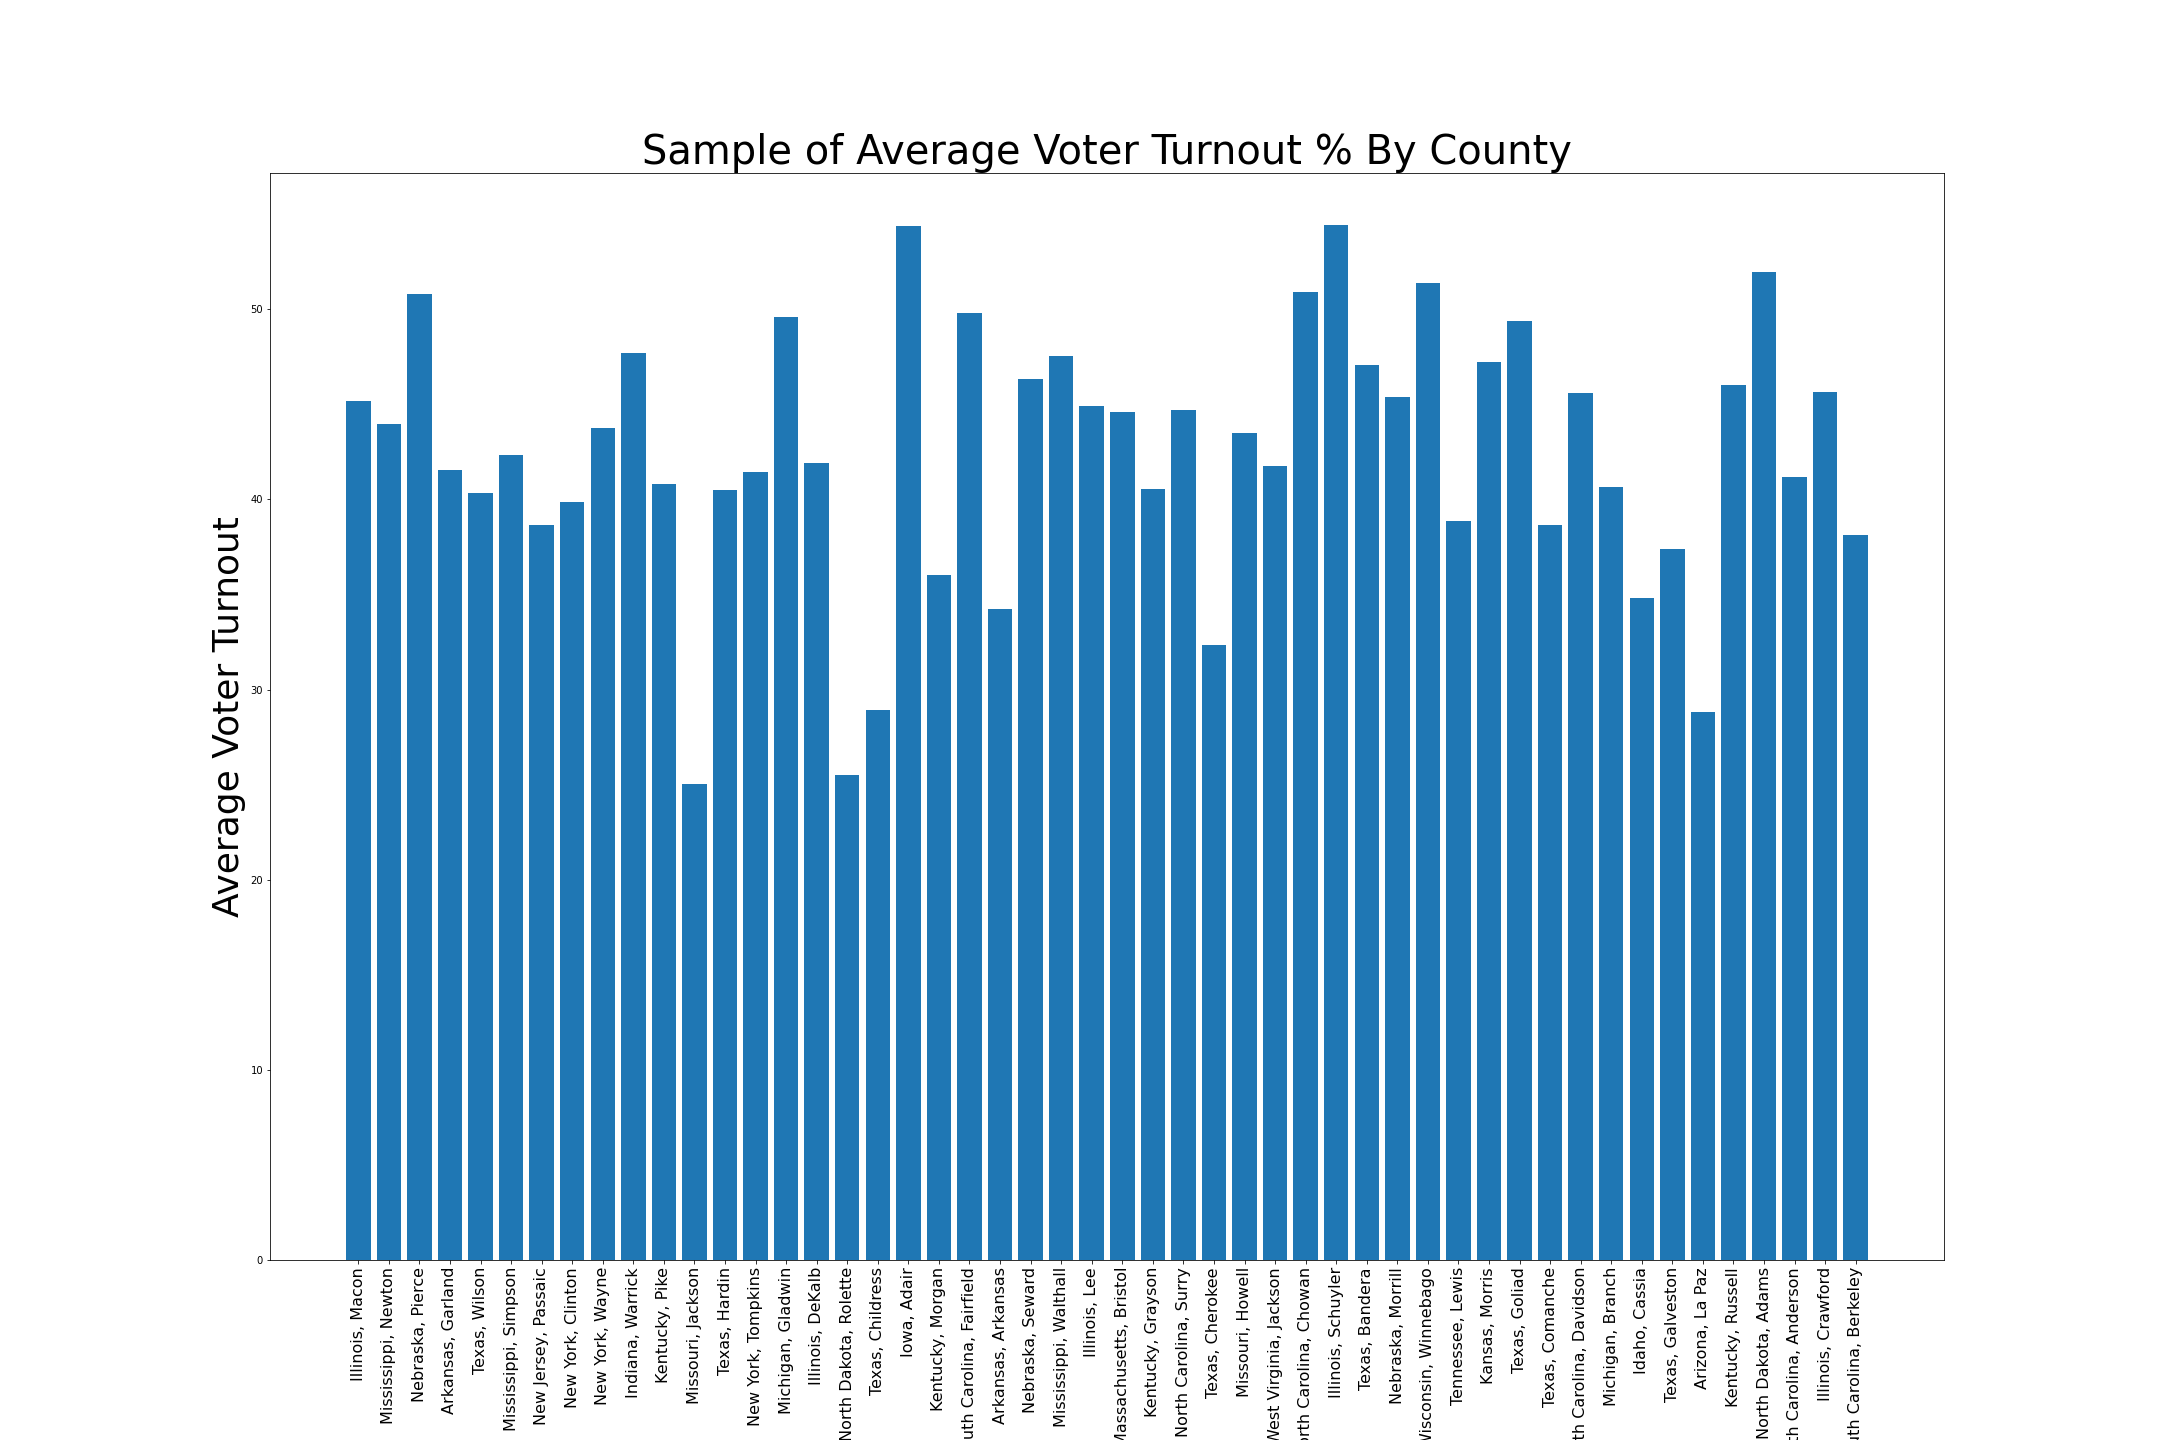 Sample of Average Voter Turnout % By County
Average Voter Turnout
50
40
30
20
10
0
Illinois, Macon
Mississippi, Newton
Nebraska, Pierce
Arkansas, Garland
Texas, Wilson
Mississippi, Simpson
New Jersey, Passaic
New York, Clinton
New York, Wayne
Indiana, Warrick
Kentucky, Pike
Missouri, Jackson
Texas, Hardin
New York, Tompkins
Michigan, Gladwin
Illinois, DeKalb
North Dakota, Rolette
Texas, Childress
Iowa, Adair
Kentucky, Morgan
Carolina, Fairfield
Arkansas, Arkansas
Nebraska, Seward
Mississippi, Walthall
Illinois, Lee
Massachusetts, Bristol
Kentucky, Grayson
North Carolina, Surry
Texas, Cherokee
Missouri, Howell
West Virginia, Jackson
Carolina, Chowan
Illinois, Schuyler
Texas, Bandera
Nebraska, Morrill
Wisconsin, Winnebago
Tennessee, Lewis
Kansas, Morris
Texas, Goliad
Texas, Comanche
Carolina, Davidson
Michigan, Branch
Idaho, Cassia
Texas, Galveston
Arizona, La Paz
Kentucky, Russell
North Dakota, Adams
Carolina, Anderson
Illinois, Crawford
Carolina, Berkeley